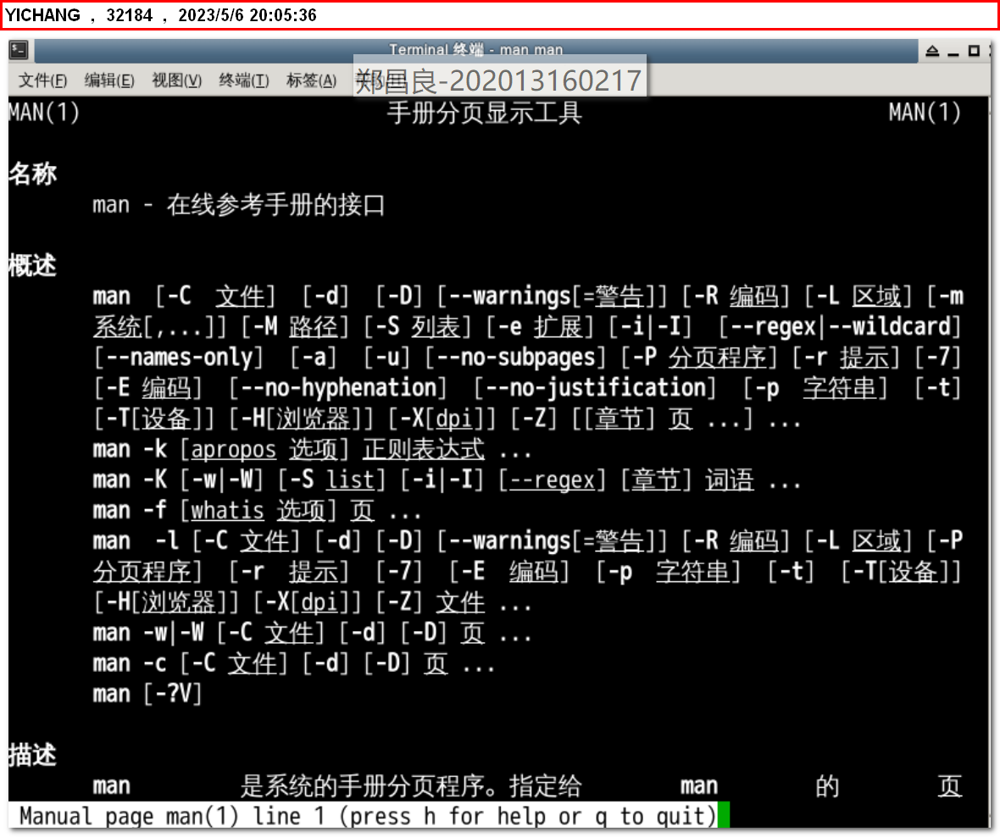 YICHANG , 32184 , 2023/5/6 20:05:36
Terminal 终端 - man man
文件(F) 编辑(E) 视图(V) 终端(T) 标签(A)
郑昌良-202013160217
MAN(1) 手册分页显示工具 MAN(1)
名称
man - 在线参考手册的接口
概述
man [-C 文件] [-d] [-D] [--warnings[=警告]] [-R 编码] [-L 区域] [-m
系统[,...]] [-M 路径] [-S 列表] [-e 扩展] [-i|-I] [--regex|--wildcard]
[--names-only] [-a] [-u] [--no-subpages] [-P 分页程序] [-r 提示] [-7]
[-E 编码] [--no-hyphenation] [--no-justification] [-p 字符串] [-t]
[-T[设备]] [-H[浏览器]] [-X[dpi]] [-Z] [[章节] 页 ...] ...
man -k [apropos 选项] 正则表达式 ...
man -K [-w|-W] [-S list] [-i|-I] [--regex] [章节] 词语 ...
man -f [whatis 选项] 页 ...
man -l [-C 文件] [-d] [-D] [--warnings[=警告]] [-R 编码] [-L 区域] [-P
分页程序] [-r 提示] [-7] [-E 编码] [-p 字符串] [-t] [-T[设备]]
[-H[浏览器]] [-X[dpi]] [-Z] 文件 ...
man -w|-W [-C 文件] [-d] [-D] 页 ...
man -c [-C 文件] [-d] [-D] 页 ...
man [-?V]
描述
man 是系统的手册分页程序。指定给 man 的 页
Manual page man(1) line 1 (press h for help or q to quit)